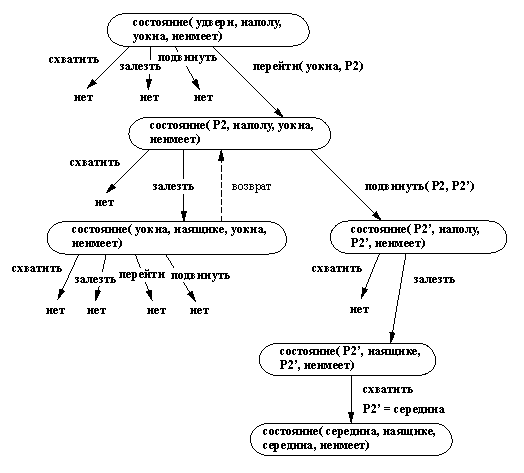 состояние( удвери, наполу,
уокна, неимеет)
схватить
залезть
подвинуть
перейти( уокна, P2)
нет
нет
нет
состояние( P2, наполу, уокна,
неимеет)
схватить
залезть
возврат
подвинуть( P2, P2’)
нет
состояние( уокна, наящике, уокна,
неимеет)
состояние( P2’, наполу,
P2’, неимеет)
схватить
залезть
перейти
подвинуть
схватить
залезть
нет
нет
нет
нет
нет
состояние( P2’, наящике,
P2’, неимеет)
схватить
P2’ = середина
состояние( середина, наящике,
середина, неимеет)